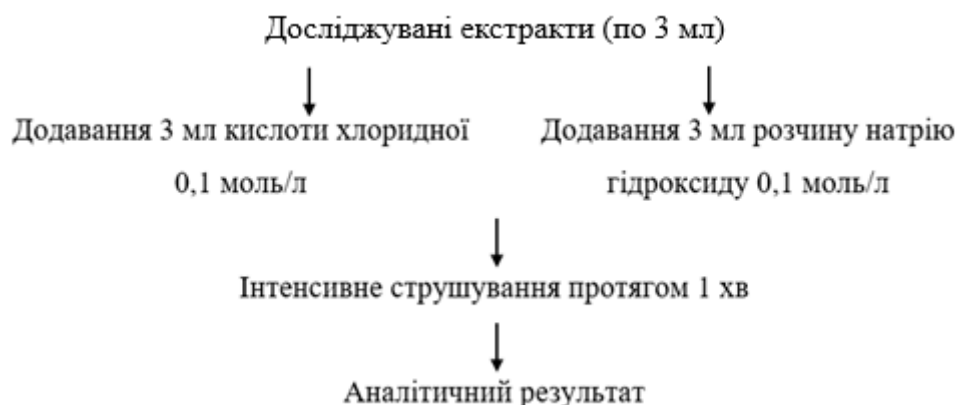 Досліджувані екстракти (по 3 мл)
Додавання 3 мл кислоти хлоридної
0,1 моль/л
Додавання 3 мл розчину натрію
гідроксиду 0,1 моль/л
Інтенсивне струшування протягом 1 хв
Аналітичний результат